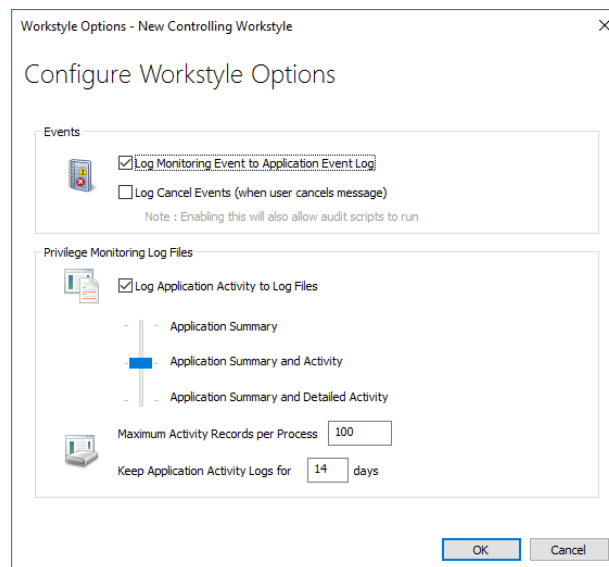 Workstyle Options - New Controlling Workstyle
Configure Workstyle Options
Events
Log Monitoring Event to Application Event Log
Log Cancel Events (when user cancels message)
Note : Enabling this will also allow audit scripts to run
Privilege Monitoring Log Files
Log Application Activity to Log Files
Application Summary
Application Summary and Activity
Application Summary and Detailed Activity
Maximum Activity Records per Process 100
Keep Application Activity Logs for 14 days
OK Cancel